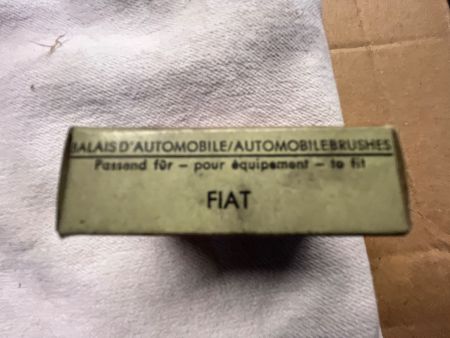 BALAIS D'AUTOMOBILE/AUTOMOBILEBRUSHES
Passend für – pour équipement – to fit
FIAT